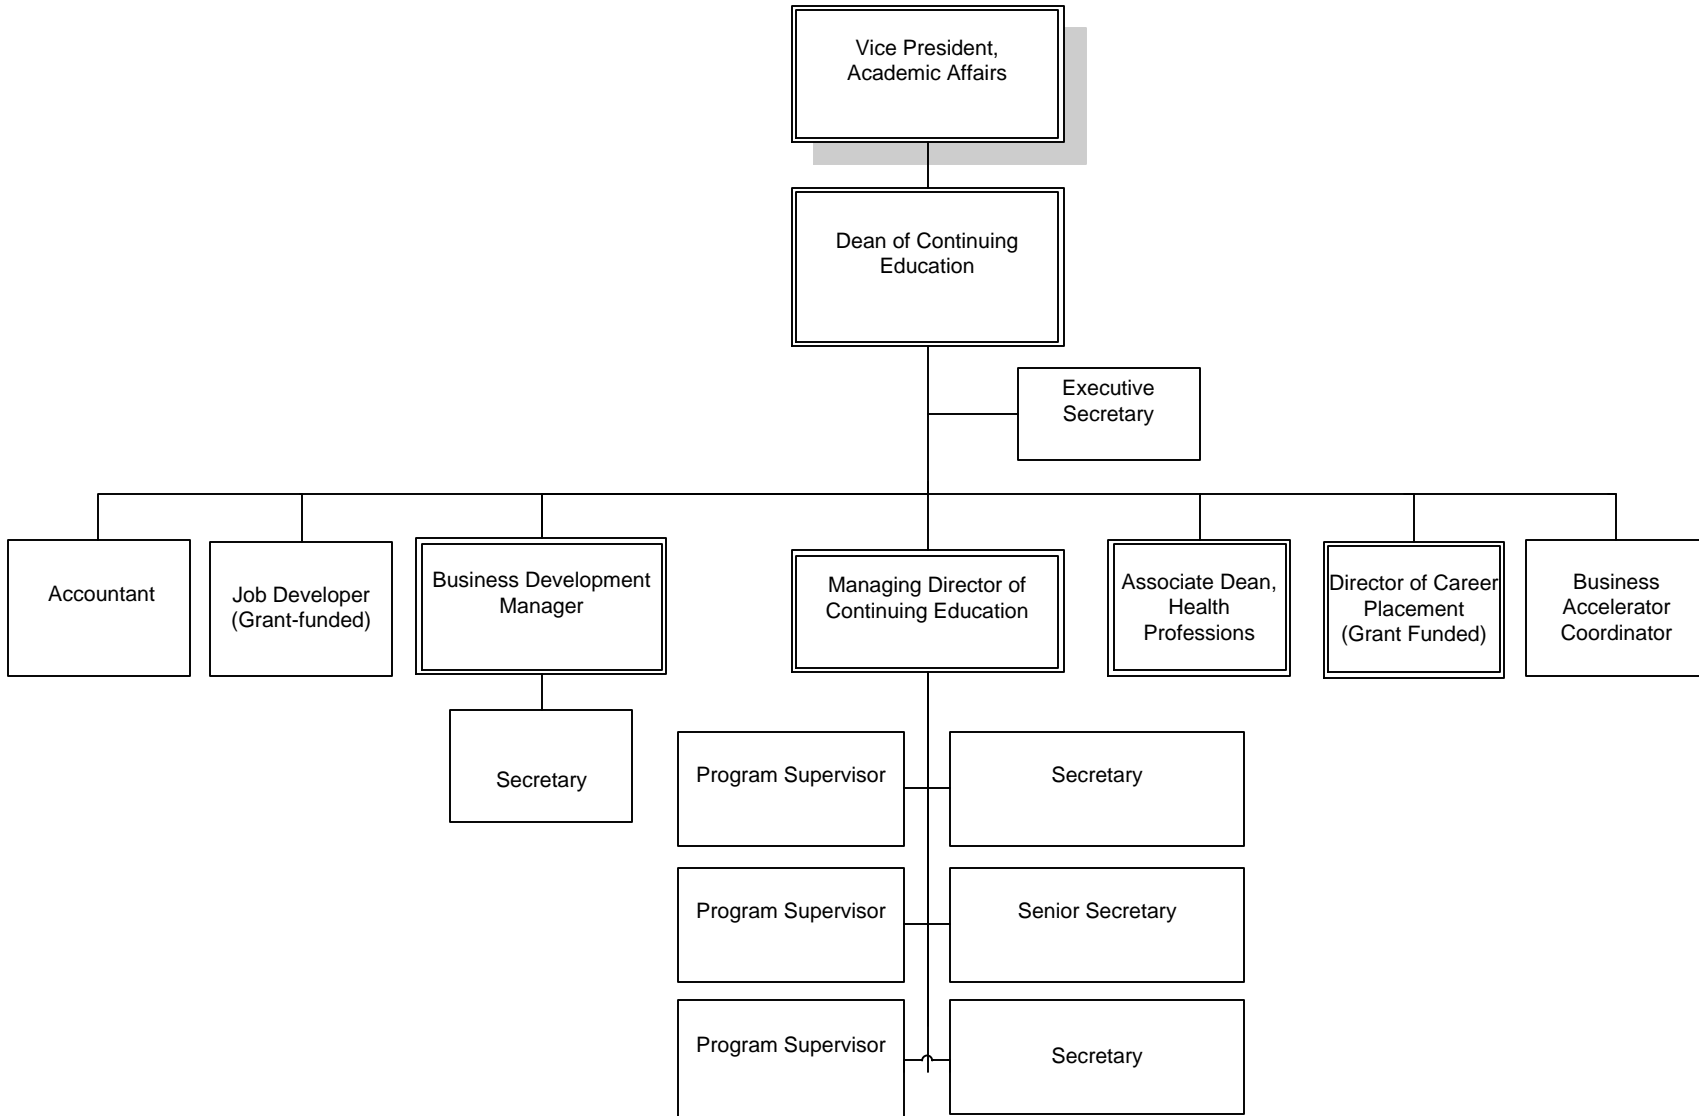 Vice President,
Academic Affairs
Dean of Continuing
Education
Executive
Secretary
Accountant
Job Developer
(Grant-funded)
Business Development
Manager
Managing Director of
Continuing Education
Associate Dean,
Health
Professions
Director of Career
Placement
(Grant Funded)
Business
Accelerator
Coordinator
Secretary
Program Supervisor
Secretary
Program Supervisor
Senior Secretary
Program Supervisor
Secretary